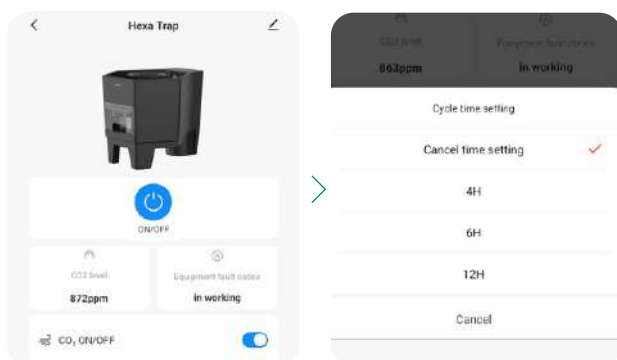 Hexa Trap
ON/OFF
CO2 level
Equipment fault codes
872ppm
in working
CO₂ ON/OFF
CO2 level
Equipment fault codes
863ppm
in working
Cycle time setting
Cancel time setting
4H
6H
12H
Cancel